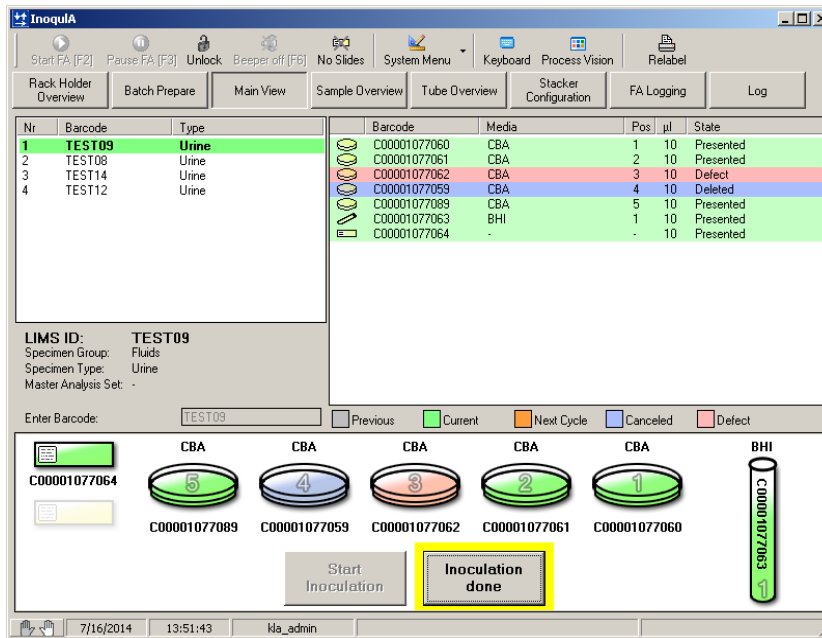 InoqulA
Start FA [F2] Pause FA [F3] Unlock Beeper off [F6] No Slides System Menu Keyboard Process Vision Relabel
Rack Holder Overview Batch Prepare Main View Sample Overview Tube Overview Stacker Configuration FA Logging Log
Nr Barcode Type
1 TEST09 Urine
2 TEST08 Urine
3 TEST14 Urine
4 TEST12 Urine
Barcode Media Pos µl State
C00001077060 CBA 1 10 Presented
C00001077061 CBA 2 10 Presented
C00001077062 CBA 3 10 Defect
C00001077059 CBA 4 10 Deleted
C00001077089 CBA 5 10 Presented
C00001077063 BHI 1 10 Presented
C00001077064 - - 10 Presented
LIMS ID: TEST09
Specimen Group: Fluids
Specimen Type: Urine
Master Analysis Set: -
Enter Barcode: TEST09
Previous Current Next Cycle Canceled Defect
CBA CBA CBA CBA CBA BHI
5 4 3 2 1
C00001077064
C00001077089 C00001077059 C00001077062 C00001077061 C00001077060
C00001077063 1
Start Inoculation
Inoculation done
7/16/2014 13:51:43 kla_admin